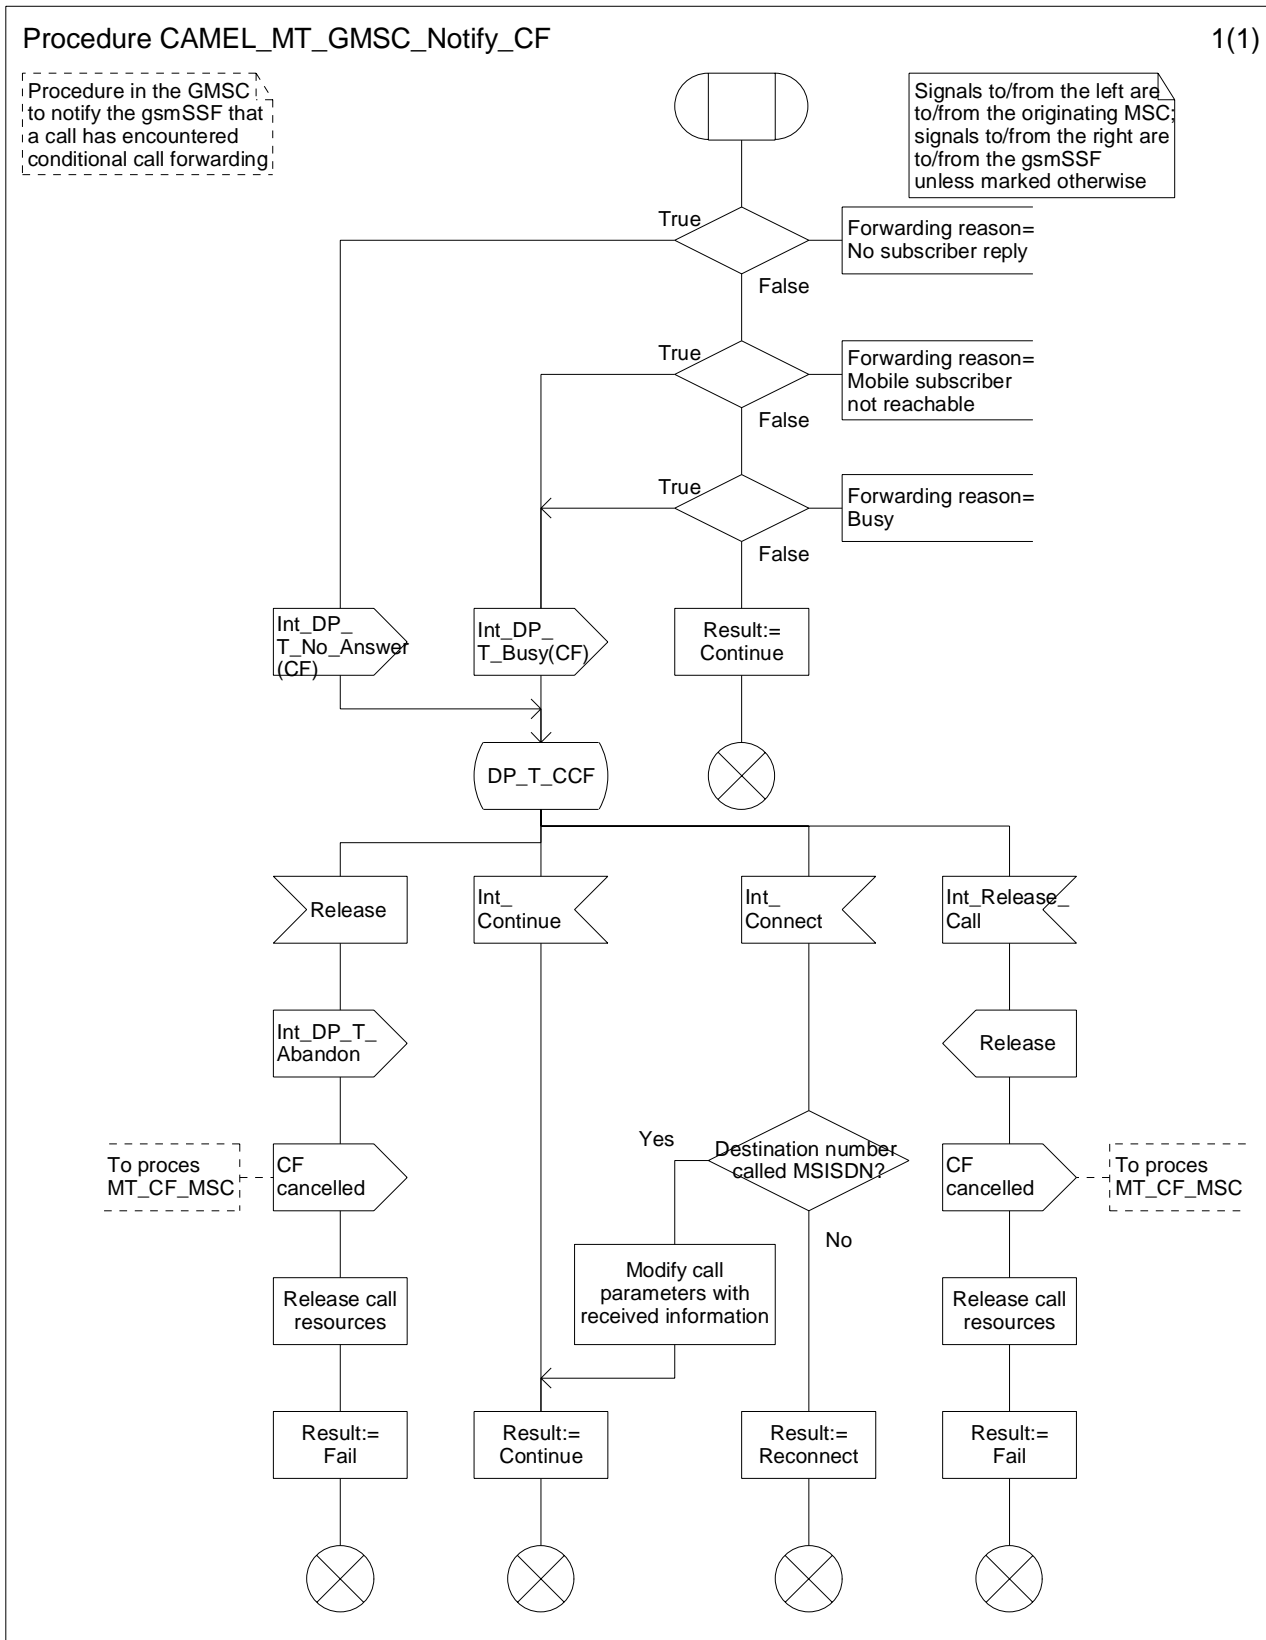 Procedure CAMEL_MT_GMSC_Notify_CF
1(1)
Procedure in the GMSC
to notify the gsmSSF that
a call has encountered
conditional call forwarding
Signals to/from the left are
to/from the originating MSC;
signals to/from the right are
to/from the gsmSSF
unless marked otherwise
True
Forwarding reason=
No subscriber reply
False
True
Forwarding reason=
Mobile subscriber
not reachable
False
True
Forwarding reason=
Busy
False
Int_DP_
T_No_Answer
(CF)
Int_DP_
T_Busy(CF)
Result:=
Continue
DP_T_CCF
Release
Int_
Continue
Int_
Connect
Int_Release_
Call
Int_DP_T_
Abandon
Release
To proces
MT_CF_MSC
CF
cancelled
Yes
Destination number
called MSISDN?
CF
cancelled
To proces
MT_CF_MSC
No
Modify call
parameters with
received information
Release call
resources
Release call
resources
Result:=
Fail
Result:=
Continue
Result:=
Reconnect
Result:=
Fail